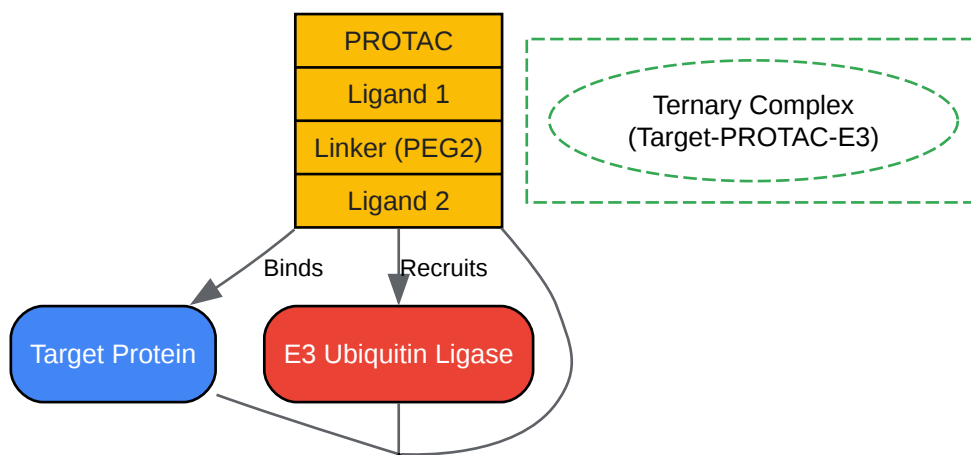 PROTAC
Ligand 1
Linker (PEG2)
Ligand 2
Ternary Complex
(Target-PROTAC-E3)
Binds
Recruits
Target Protein
E3 Ubiquitin Ligase